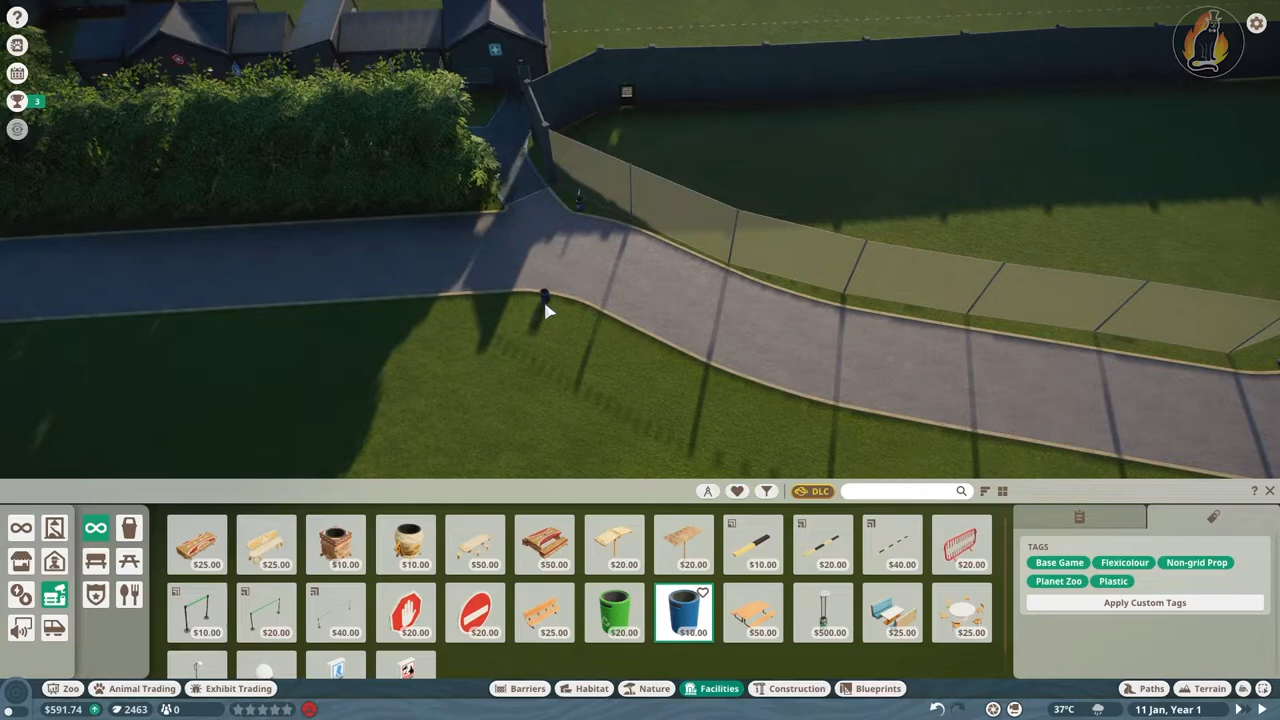 ?
3
DLC
?
$25.00 $25.00 $10.00 $10.00 $50.00 $50.00 $20.00 $20.00 $10.00 $20.00 $40.00 $20.00
$10.00 $20.00 $40.00 $20.00 $20.00 $25.00 $20.00 $10.00 $50.00 $500.00 $25.00 $25.00
TAGS
Base Game Flexicolour Non-grid Prop
Planet Zoo Plastic
Apply Custom Tags
Zoo Animal Trading Exhibit Trading Barriers Habitat Nature Facilities Construction Blueprints Paths Terrain
$591.74 2463 0 37°C 11 Jan, Year 1